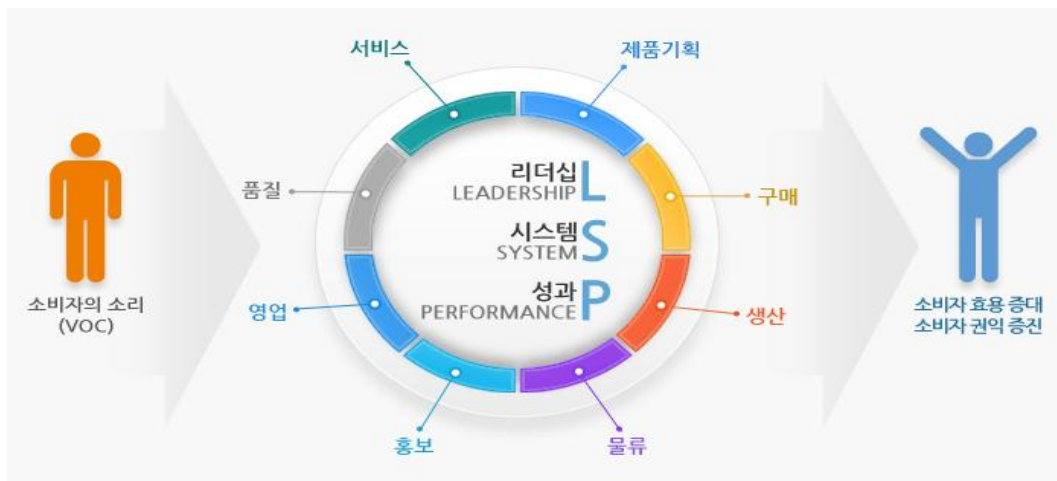 서비스
제품기획
품질
구매
영업
생산
홍보
물류
리더십
LEADERSHIP L
시스템
SYSTEM S
성과
PERFORMANCE P
소비자의 소리
(VOC)
소비자 효용 증대
소비자 권익 증진